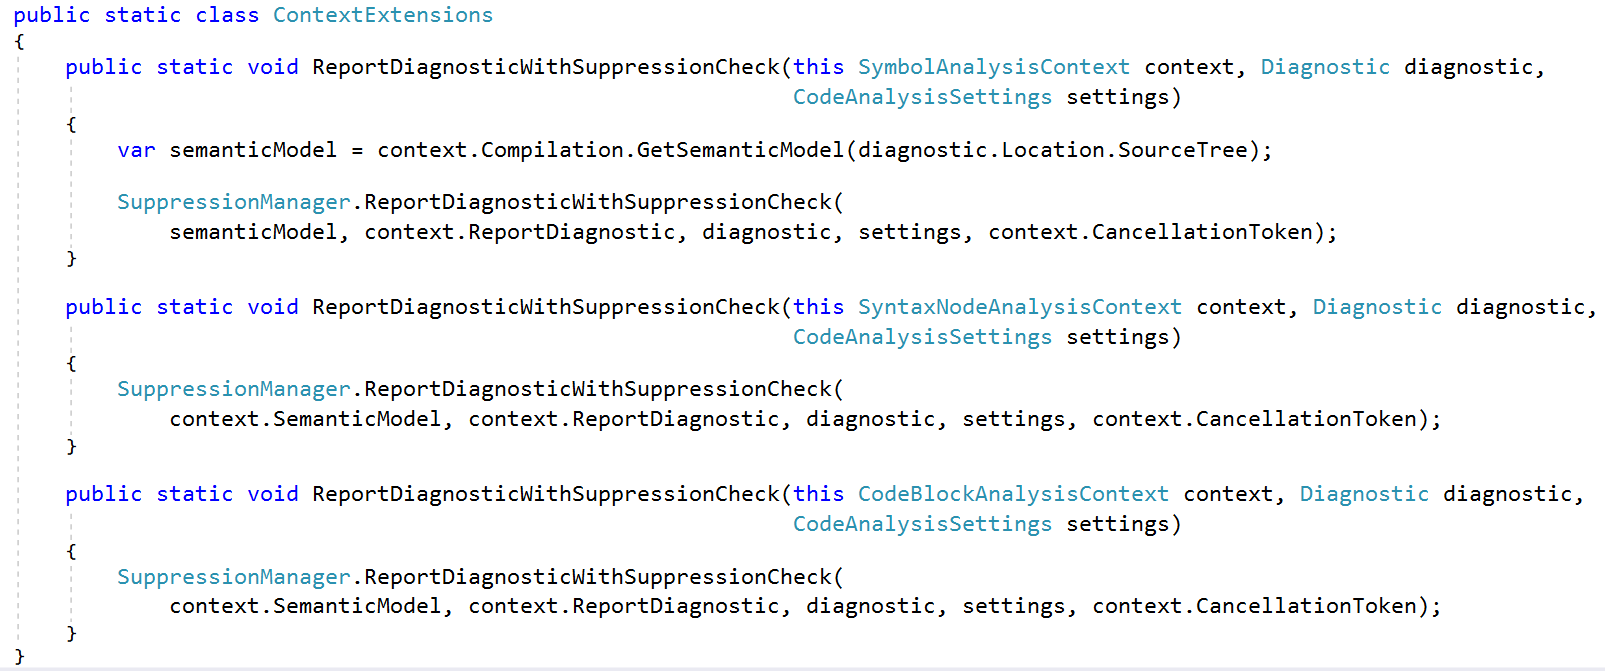 public static class ContextExtensions
{
    public static void ReportDiagnosticWithSuppressionCheck(this SymbolAnalysisContext context, Diagnostic diagnostic,
                                                            CodeAnalysisSettings settings)
    {
        var semanticModel = context.Compilation.GetSemanticModel(diagnostic.Location.SourceTree);

        SuppressionManager.ReportDiagnosticWithSuppressionCheck(
            semanticModel, context.ReportDiagnostic, diagnostic, settings, context.CancellationToken);
    }

    public static void ReportDiagnosticWithSuppressionCheck(this SyntaxNodeAnalysisContext context, Diagnostic diagnostic,
                                                            CodeAnalysisSettings settings)
    {
        SuppressionManager.ReportDiagnosticWithSuppressionCheck(
            context.SemanticModel, context.ReportDiagnostic, diagnostic, settings, context.CancellationToken);
    }

    public static void ReportDiagnosticWithSuppressionCheck(this CodeBlockAnalysisContext context, Diagnostic diagnostic,
                                                            CodeAnalysisSettings settings)
    {
        SuppressionManager.ReportDiagnosticWithSuppressionCheck(
            context.SemanticModel, context.ReportDiagnostic, diagnostic, settings, context.CancellationToken);
    }
}